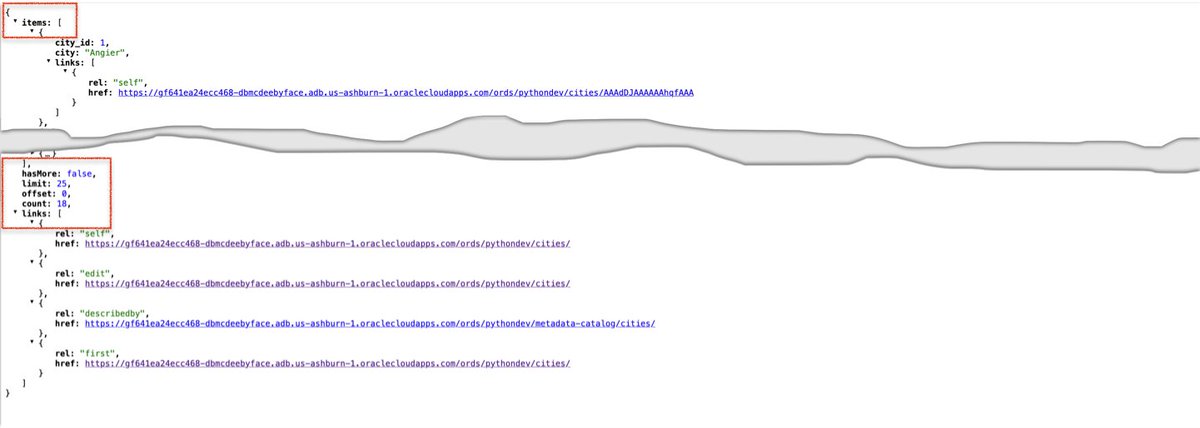 {
items: [
{
city_id: 1,
city: "Angier",
links: [
{
rel: "self",
href: https://gf641ea24ecc468-dbmcdeebyface.adb.us-ashburn-1.oraclecloudapps.com/ords/pythondev/cities/AAAdDJAAAAAAhqfAAA
}
]
},
{…}
],
hasMore: false,
limit: 25,
offset: 0,
count: 18,
links: [
{
rel: "self",
href: https://gf641ea24ecc468-dbmcdeebyface.adb.us-ashburn-1.oraclecloudapps.com/ords/pythondev/cities/
},
{
rel: "edit",
href: https://gf641ea24ecc468-dbmcdeebyface.adb.us-ashburn-1.oraclecloudapps.com/ords/pythondev/cities/
},
{
rel: "describedby",
href: https://gf641ea24ecc468-dbmcdeebyface.adb.us-ashburn-1.oraclecloudapps.com/ords/pythondev/metadata-catalog/cities/
},
{
rel: "first",
href: https://gf641ea24ecc468-dbmcdeebyface.adb.us-ashburn-1.oraclecloudapps.com/ords/pythondev/cities/
}
]
}